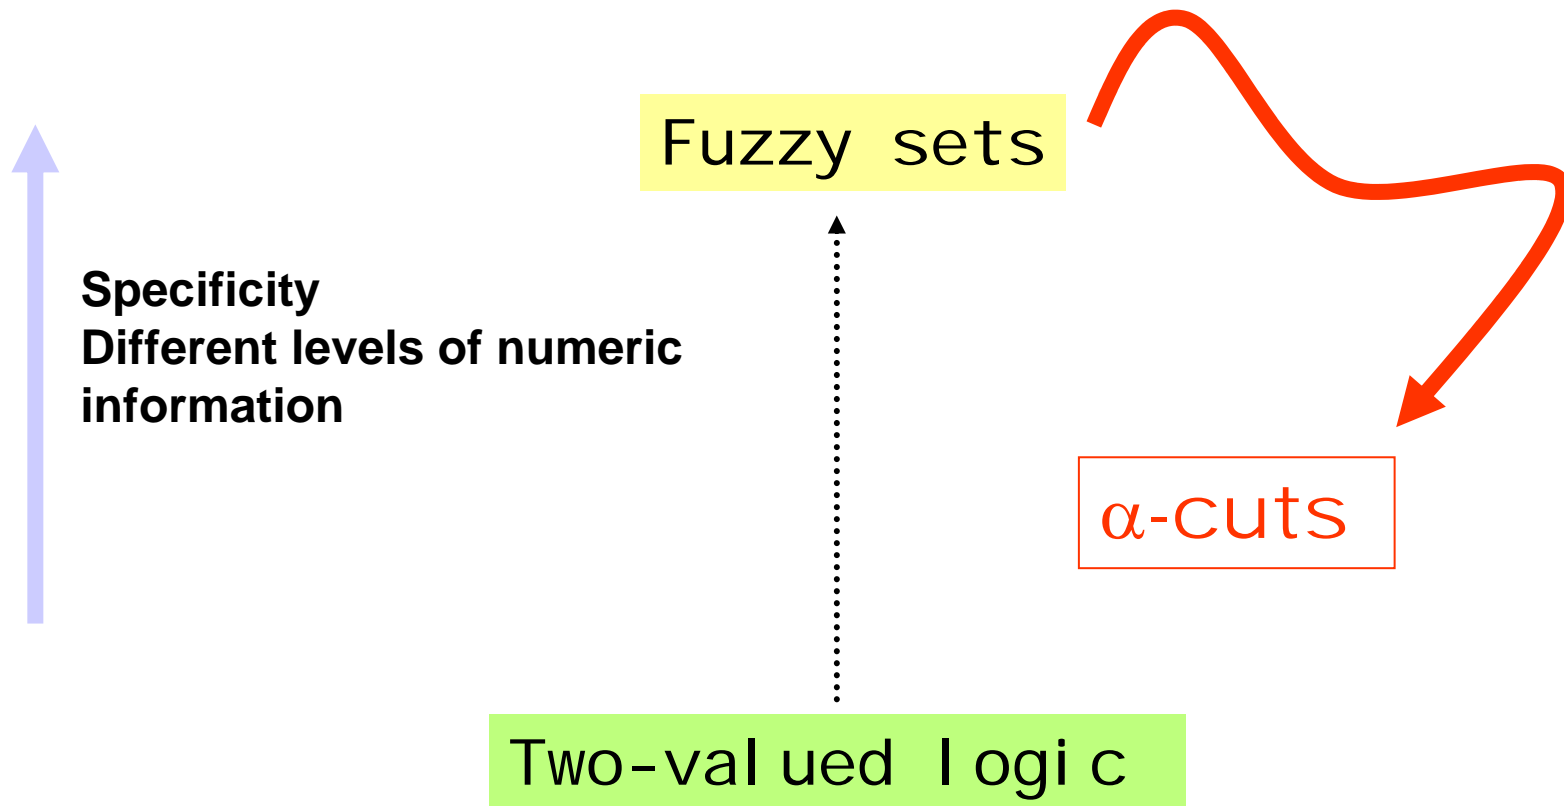 Fuzzy sets
Specificity
Different levels of numeric
information
α-cuts
Two-valued logic